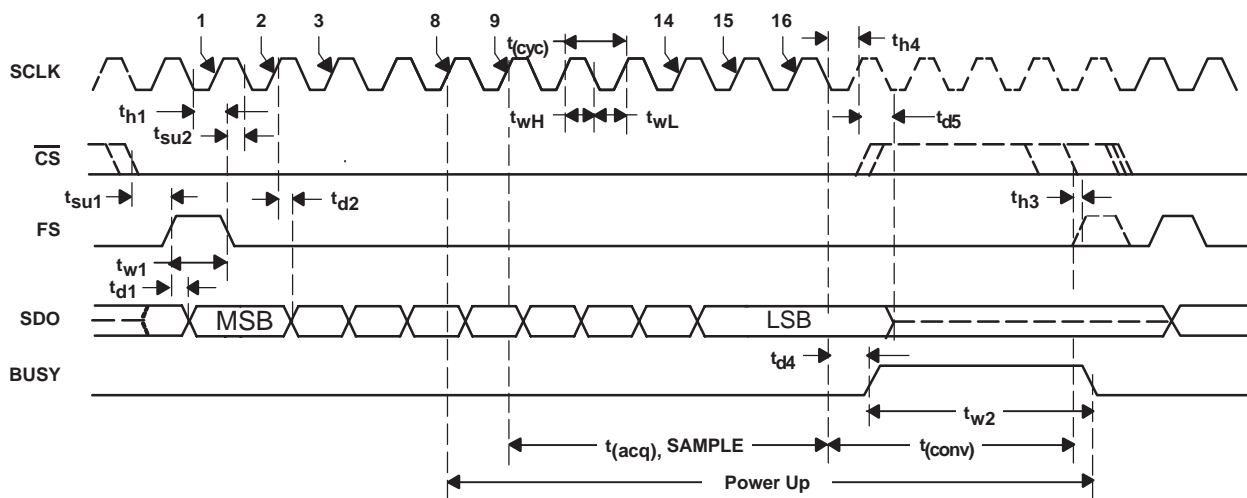 1 2 3 8 9 14 15 16
t(cyc)
th4
SCLK
th1
twH twL
tsu2
td5
CS
tsu1
td2
th3
FS
tw1
td1
SDO
MSB
LSB
td4
BUSY
tw2
t(acq), SAMPLE
t(conv)
Power Up